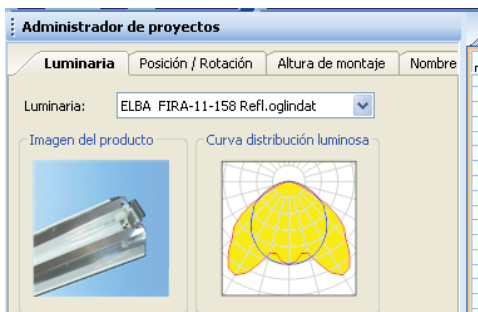 Administrador de proyectos
Luminaria Posición / Rotación Altura de montaje Nombre
Luminaria: ELBA FIRA-11-158 Refl.oglindat
Imagen del producto Curva distribución luminosa